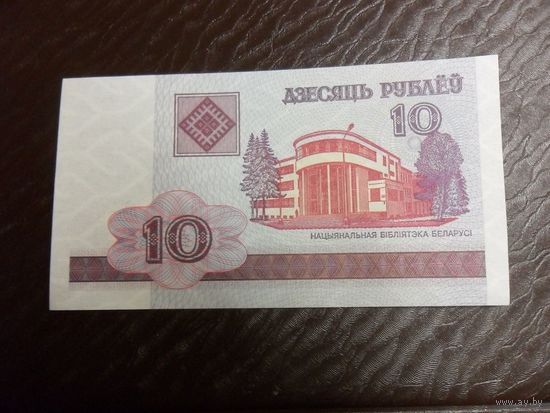 ДЗЕСЯЦЬ РУБЛЁЎ
10
НАЦЫЯНАЛЬНАЯ БІБЛІЯТЭКА БЕЛАРУСІ
10
www.ay.by